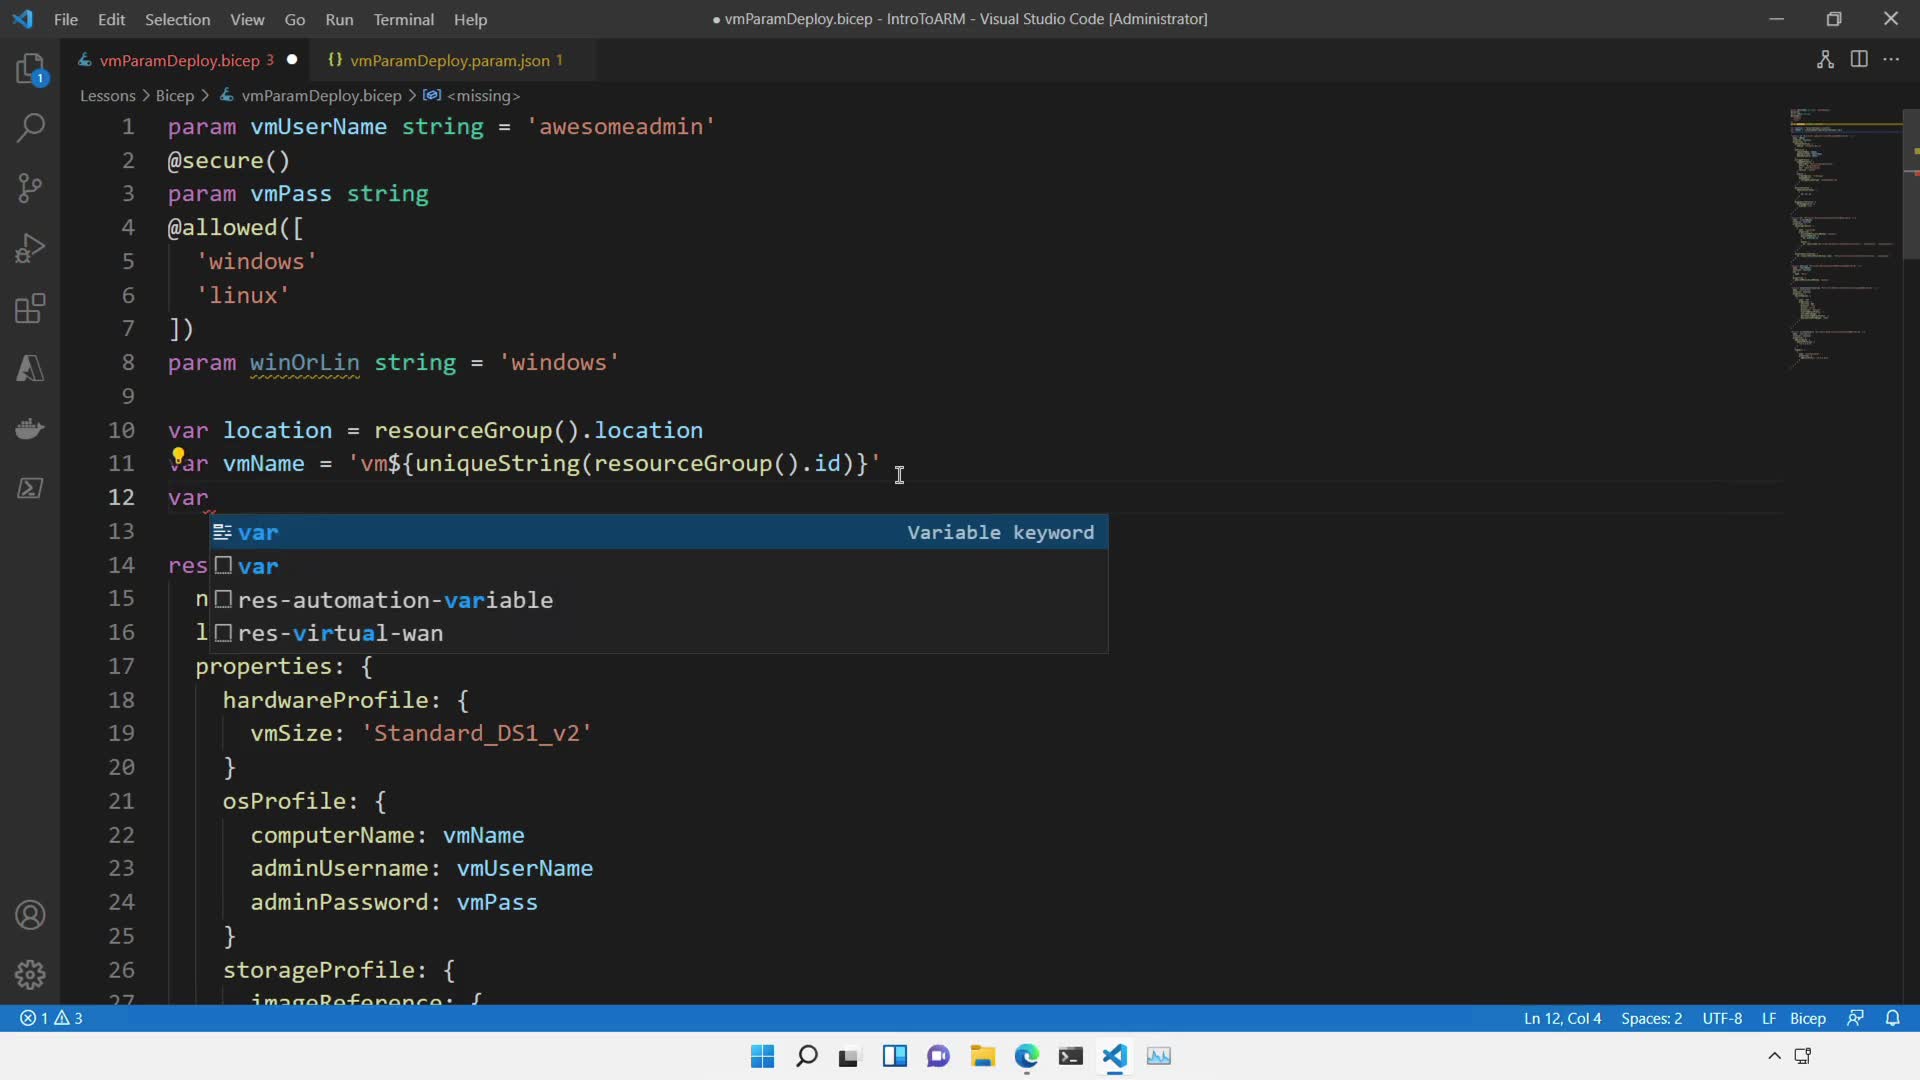 File Edit Selection View Go Run Terminal Help
● vmParamDeploy.bicep - IntroToARM - Visual Studio Code [Administrator]
vmParamDeploy.bicep 3 ●
{} vmParamDeploy.param.json 1
1
Lessons > Bicep > vmParamDeploy.bicep > <missing>
1 param vmUserName string = 'awesomeadmin'
2 @secure()
3 param vmPass string
4 @allowed([
5 'windows'
6 'linux'
7 ])
8 param winOrLin string = 'windows'
9
10 var location = resourceGroup().location
11 var vmName = 'vm${uniqueString(resourceGroup().id)}'
12 var
13
var Variable keyword
14 res
var
15 n
res-automation-variable
16 l
res-virtual-wan
17 properties: {
18 hardwareProfile: {
19 vmSize: 'Standard_DS1_v2'
20 }
21 osProfile: {
22 computerName: vmName
23 adminUsername: vmUserName
24 adminPassword: vmPass
25 }
26 storageProfile: {
27 imageReference: {
1 3
Ln 12, Col 4 Spaces: 2 UTF-8 LF Bicep